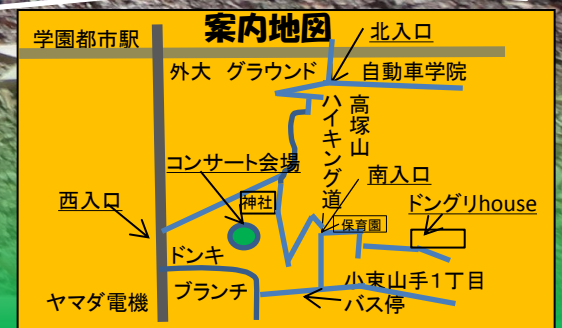 案内地図
北入口
学園都市駅
外大 グラウンド
自動車学院
高塚山
ハイキング道
コンサート会場
南入口
西入口
神社
保育園
ドングリhouse
ドンキ
ブランチ
小束山手1丁目
バス停
ヤマダ電機